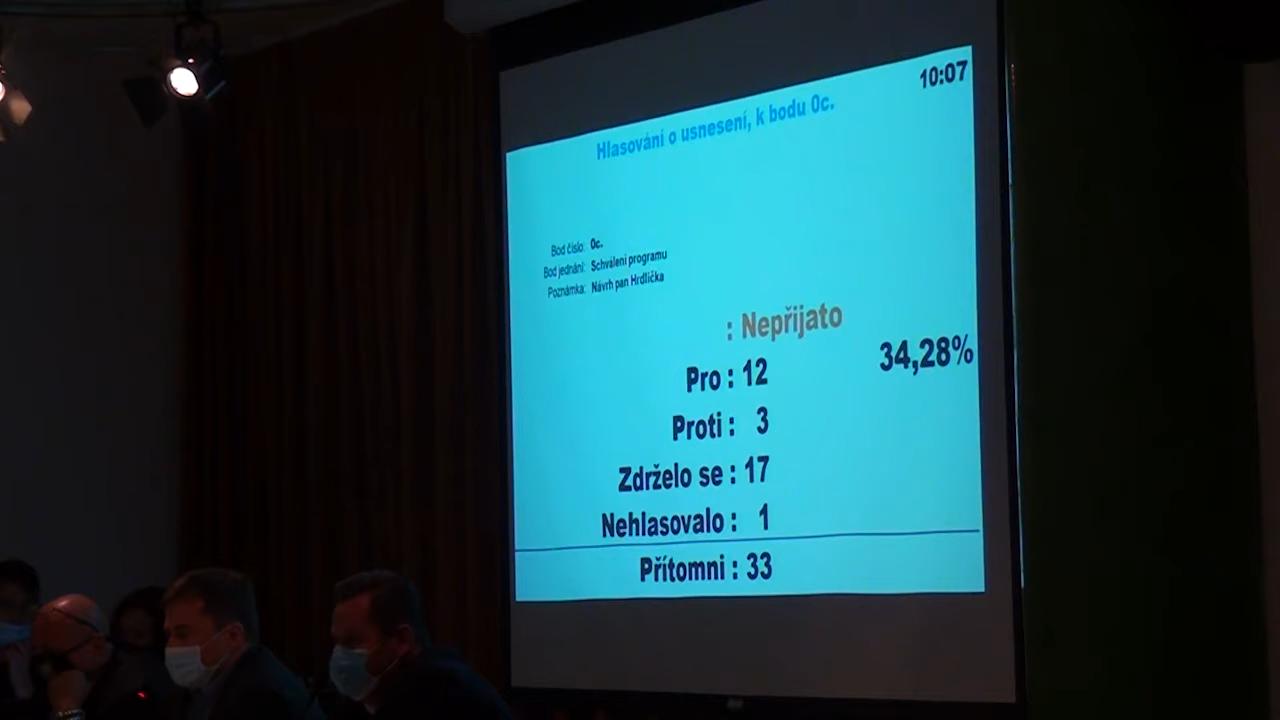 10:07
Hlasování o usnesení, k bodu 0c.
Bod číslo: 0c.
Bod jednání: Schválení programu
Poznámka: Návrh pan Hrdlička
: Nepřijato
34,28%
Pro : 12
Proti : 3
Zdrželo se : 17
Nehlasovalo : 1
Přítomni : 33